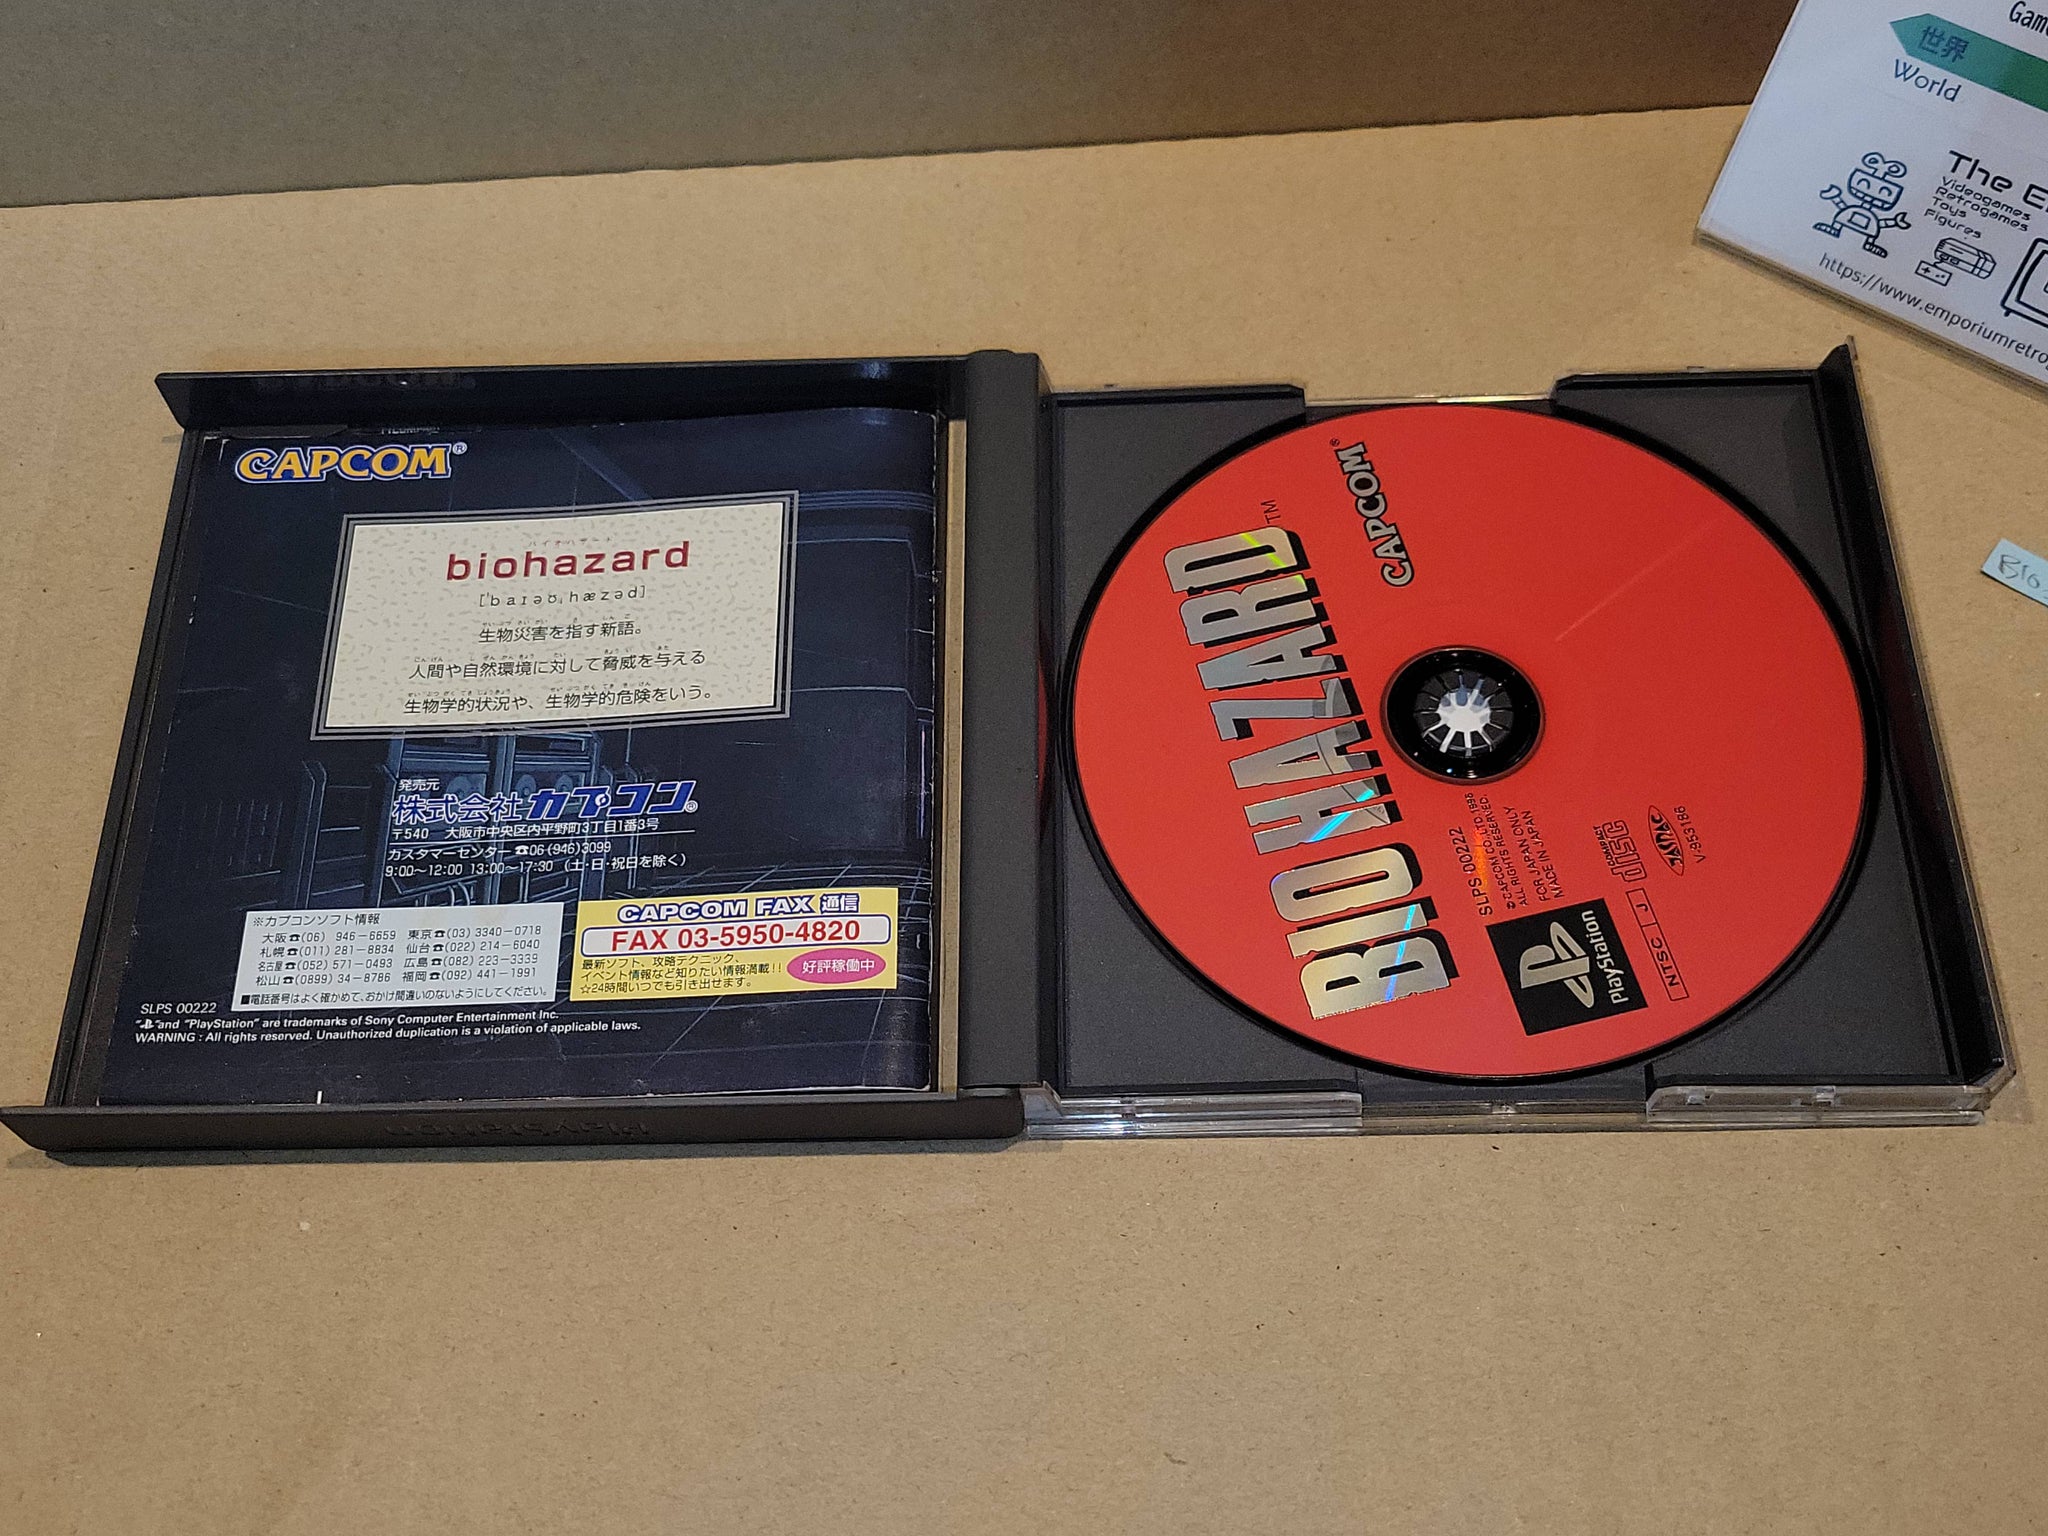 CAPCOM®
バイオハザード
biohazard
[ˈbaɪəʊˌhæzəd]
生物災害を指す新語。
人間や自然環境に対して脅威を与える
生物学的状況や、生物学的危険をいう。
発売元
株式会社カプコン®
〒540 大阪市中央区内平野町3丁目1番3号
カスタマーセンター ☎06(946)3099
9:00〜12:00 13:00〜17:30 (土・日・祝日を除く)
※カプコンソフト情報
大阪☎(06) 946-6659 東京☎(03) 3340-0718
札幌☎(011) 281-8834 仙台☎(022) 214-6040
名古屋☎(052) 571-0493 広島☎(082) 223-3339
松山☎(0899) 34-8786 福岡☎(092) 441-1991
■電話番号はよく確かめて、おかけ間違いのないようにしてください。
CAPCOM FAX 通信
FAX 03-5950-4820
最新ソフト、攻略テクニック、
イベント情報など知りたい情報満載!!
☆24時間いつでも引き出せます。
好評稼働中
SLPS 00222
"PS" and "PlayStation" are trademarks of Sony Computer Entertainment Inc.
WARNING : All rights reserved. Unauthorized duplication is a violation of applicable laws.
PlayStation
BIOHAZARD™
CAPCOM®
SLPS 00222
©CAPCOM CO.,LTD.1996
ALL RIGHTS RESERVED.
FOR JAPAN ONLY
MADE IN JAPAN
PlayStation
NTSC J
COMPACT
disc
JASRAC
V-953186
世界
World
The
Videogames
Retrogames
Toys
Figures
https://www.emporiumretro